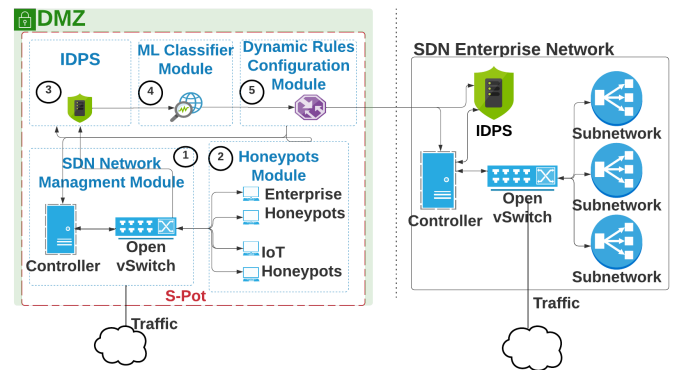 DMZ
IDPS
ML Classifier
Module
Dynamic Rules
Configuration
Module
3
4
5
SDN Network
Managment Module
1
2
Honeypots
Module
Enterprise
Honeypots
IoT
Honeypots
Controller
Open
vSwitch
S-Pot
Traffic
SDN Enterprise Network
IDPS
Controller
Open
vSwitch
Subnetwork
Subnetwork
Subnetwork
Traffic